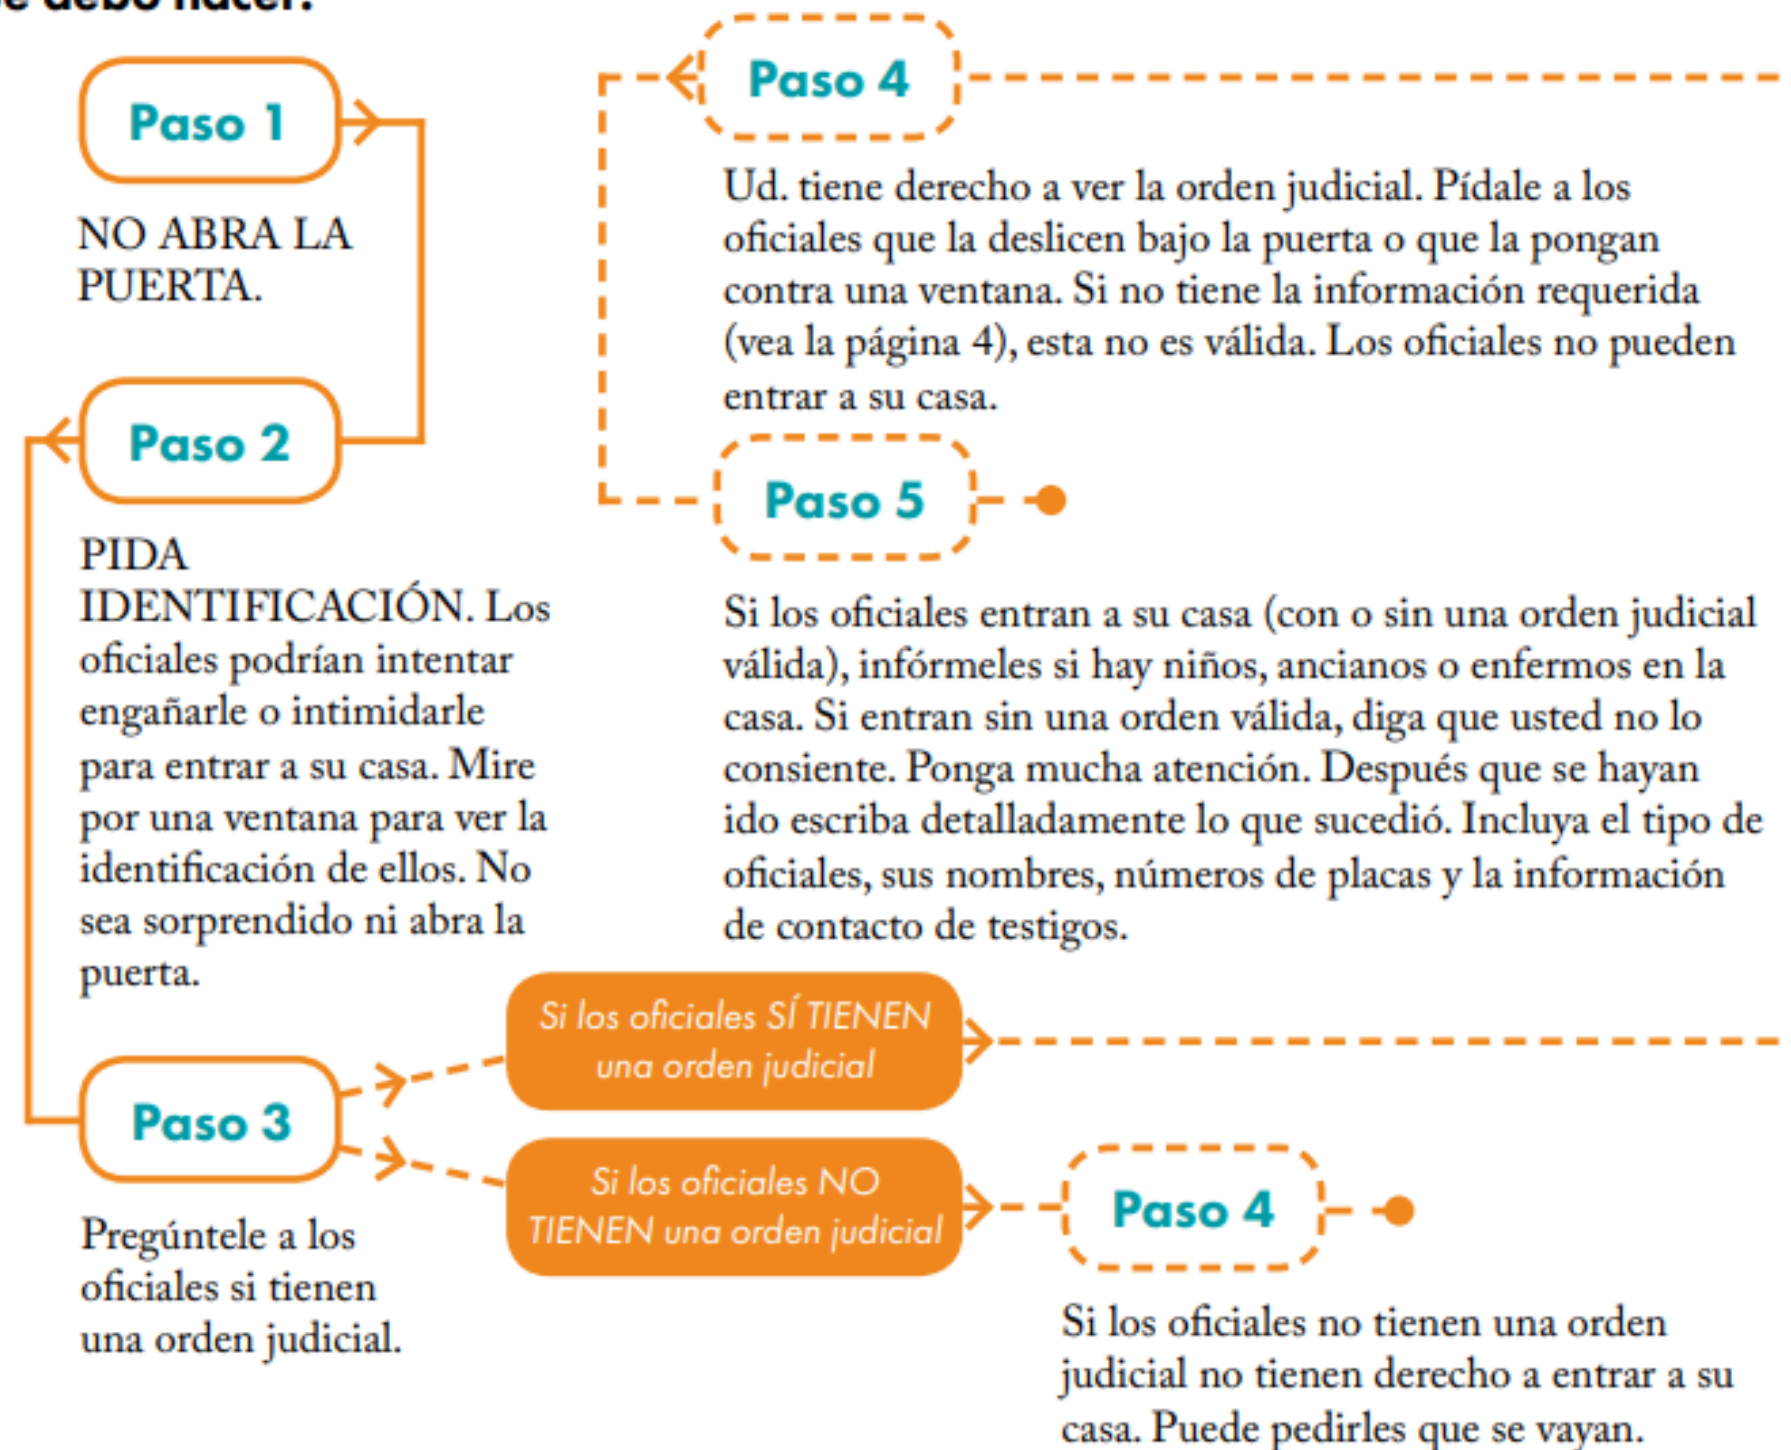 debo hacer?
Paso 1
NO ABRA LA
PUERTA.
Paso 2
PIDA
IDENTIFICACIÓN. Los
oficiales podrían intentar
engañarle o intimidarle
para entrar a su casa. Mire
por una ventana para ver la
identificación de ellos. No
sea sorprendido ni abra la
puerta.
Paso 3
Pregúntele a los
oficiales si tienen
una orden judicial.
Si los oficiales SÍ TIENEN
una orden judicial
Paso 4
Ud. tiene derecho a ver la orden judicial. Pídale a los
oficiales que la deslicen bajo la puerta o que la pongan
contra una ventana. Si no tiene la información requerida
(vea la página 4), esta no es válida. Los oficiales no pueden
entrar a su casa.
Paso 5
Si los oficiales entran a su casa (con o sin una orden judicial
válida), infórmeles si hay niños, ancianos o enfermos en la
casa. Si entran sin una orden válida, diga que usted no lo
consiente. Ponga mucha atención. Después que se hayan
ido escriba detalladamente lo que sucedió. Incluya el tipo de
oficiales, sus nombres, números de placas y la información
de contacto de testigos.
Si los oficiales NO
TIENEN una orden judicial
Paso 4
Si los oficiales no tienen una orden
judicial no tienen derecho a entrar a su
casa. Puede pedirles que se vayan.